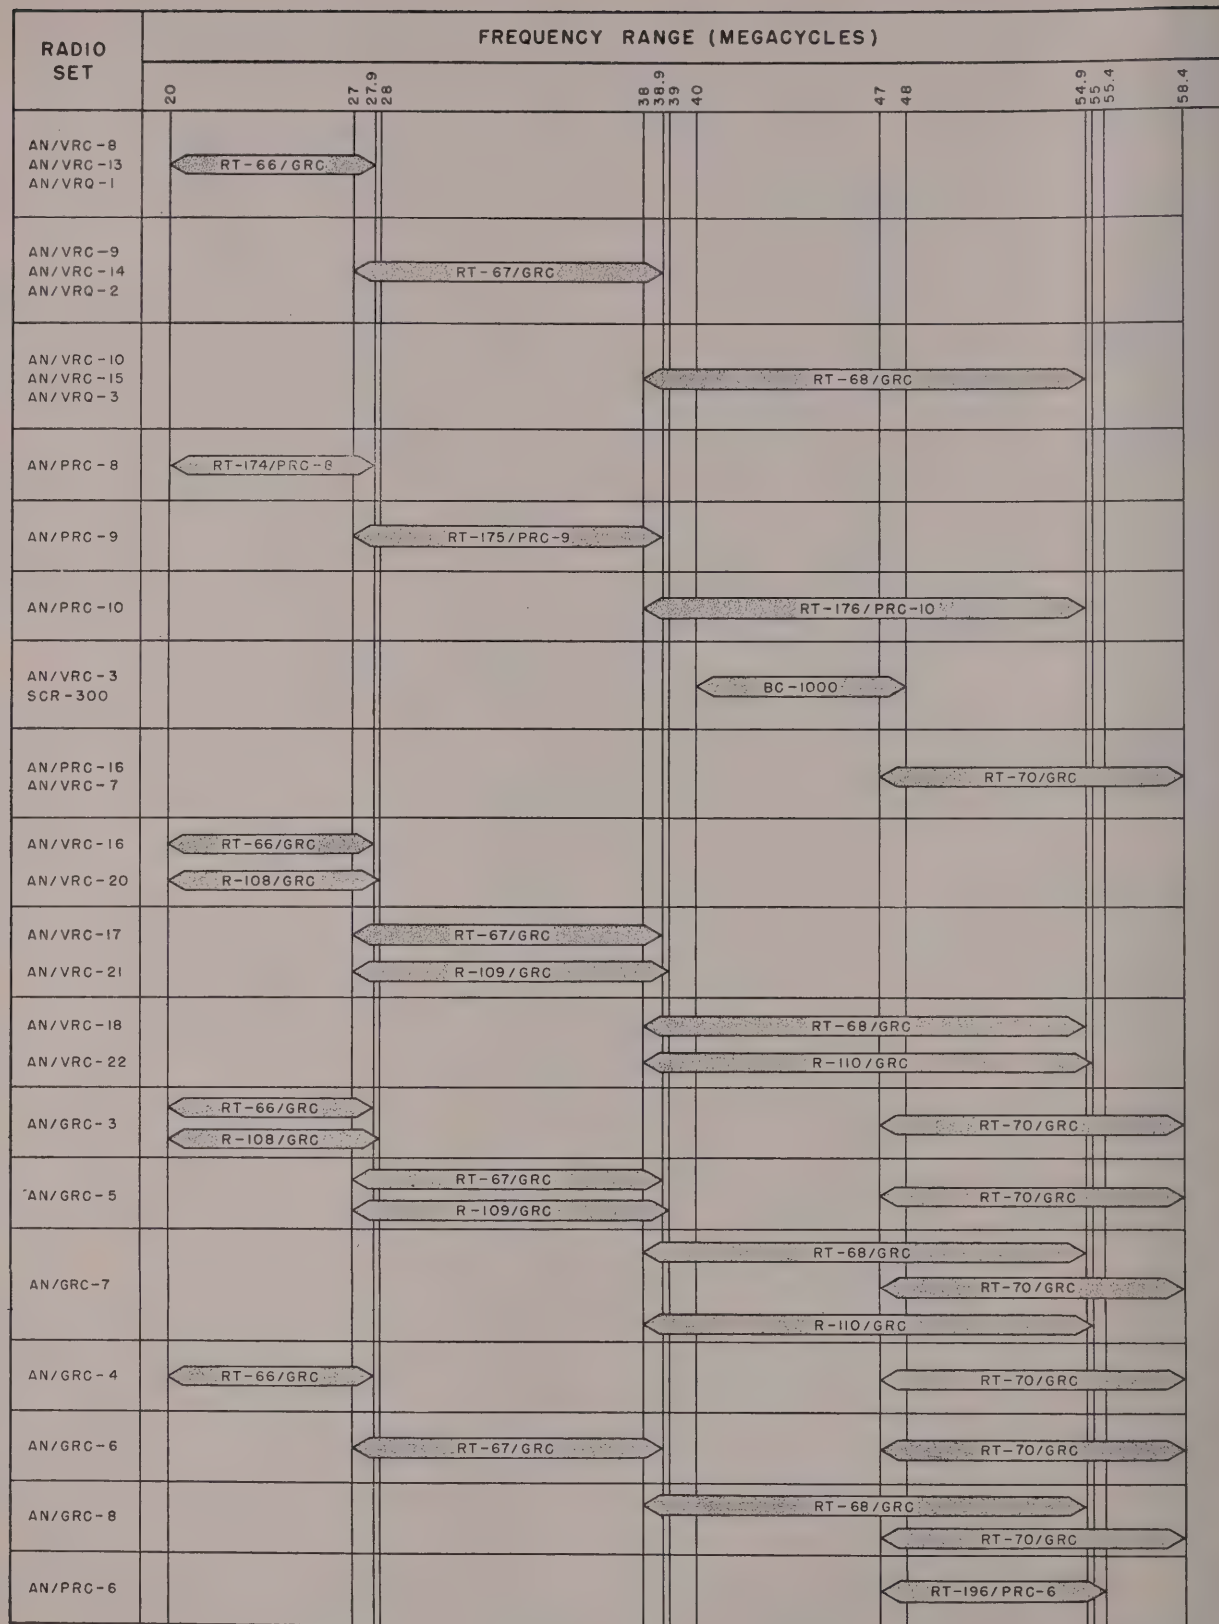 RADIO
SET
FREQUENCY RANGE (MEGACYCLES)
20
27
27.9
28
38
38.9
39
40
47
48
54.9
55
55.4
58.4
AN/VRC-8
AN/VRC-13
AN/VRQ-1
RT-66/GRC
AN/VRC-9
AN/VRC-14
AN/VRQ-2
RT-67/GRC
AN/VRC-10
AN/VRC-15
AN/VRQ-3
RT-68/GRC
AN/PRC-8
RT-174/PRC-8
AN/PRC-9
RT-175/PRC-9
AN/PRC-10
RT-176/PRC-10
AN/VRC-3
SCR-300
BC-1000
AN/PRC-16
AN/VRC-7
RT-70/GRC
AN/VRC-16
RT-66/GRC
AN/VRC-20
R-108/GRC
AN/VRC-17
RT-67/GRC
AN/VRC-21
R-109/GRC
AN/VRC-18
RT-68/GRC
AN/VRC-22
R-110/GRC
AN/GRC-3
RT-66/GRC
R-108/GRC
RT-70/GRC
AN/GRC-5
RT-67/GRC
R-109/GRC
RT-70/GRC
AN/GRC-7
RT-68/GRC
RT-70/GRC
R-110/GRC
AN/GRC-4
RT-66/GRC
RT-70/GRC
AN/GRC-6
RT-67/GRC
RT-70/GRC
AN/GRC-8
RT-68/GRC
RT-70/GRC
AN/PRC-6
RT-196/PRC-6